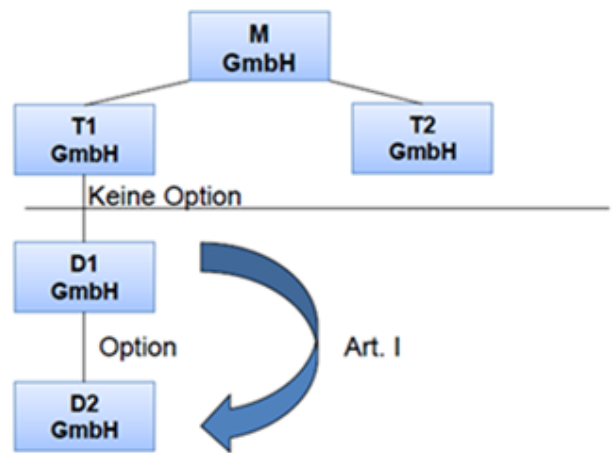 M
GmbH
T1
GmbH
T2
GmbH
Keine Option
D1
GmbH
Option
Art. I
D2
GmbH